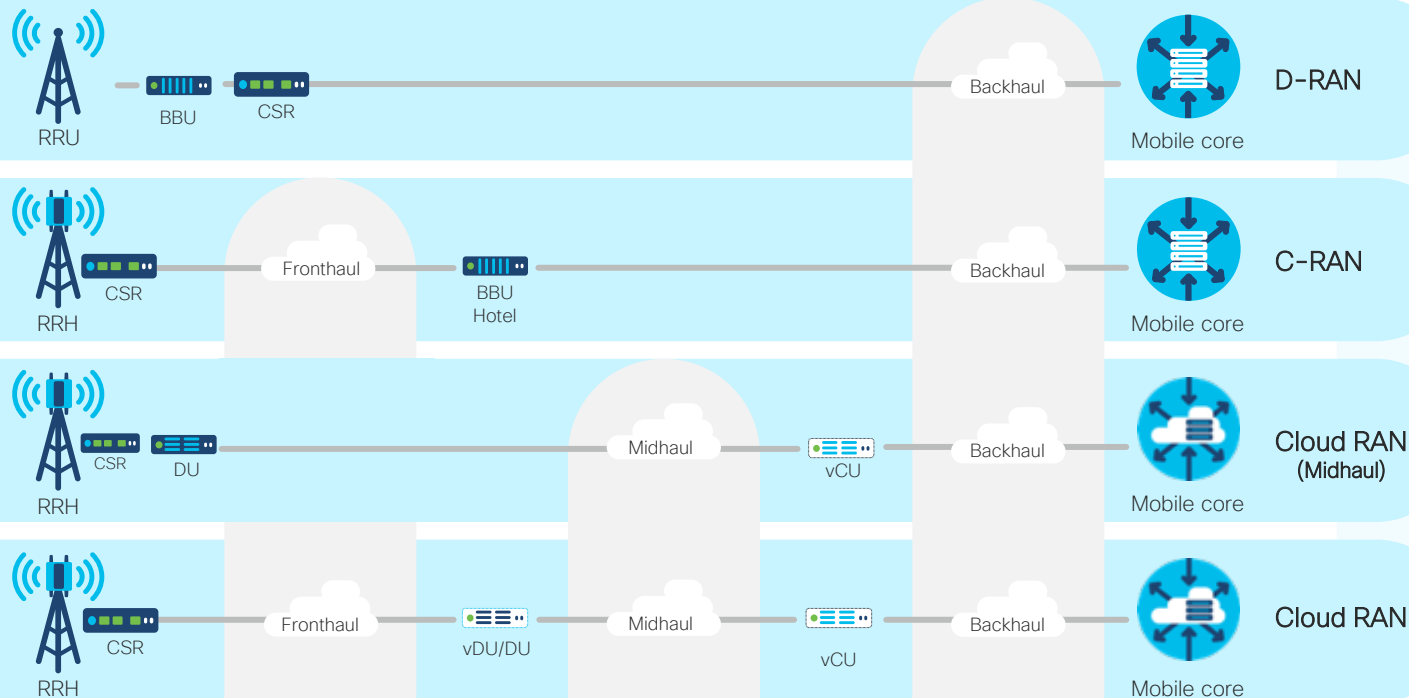 RRU
BBU
CSR
Backhaul
Mobile core
D-RAN
RRH
CSR
Fronthaul
BBU
Hotel
Backhaul
Mobile core
C-RAN
RRH
CSR
DU
Midhaul
vCU
Backhaul
Mobile core
Cloud RAN
(Midhaul)
RRH
CSR
Fronthaul
vDU/DU
Midhaul
vCU
Backhaul
Mobile core
Cloud RAN